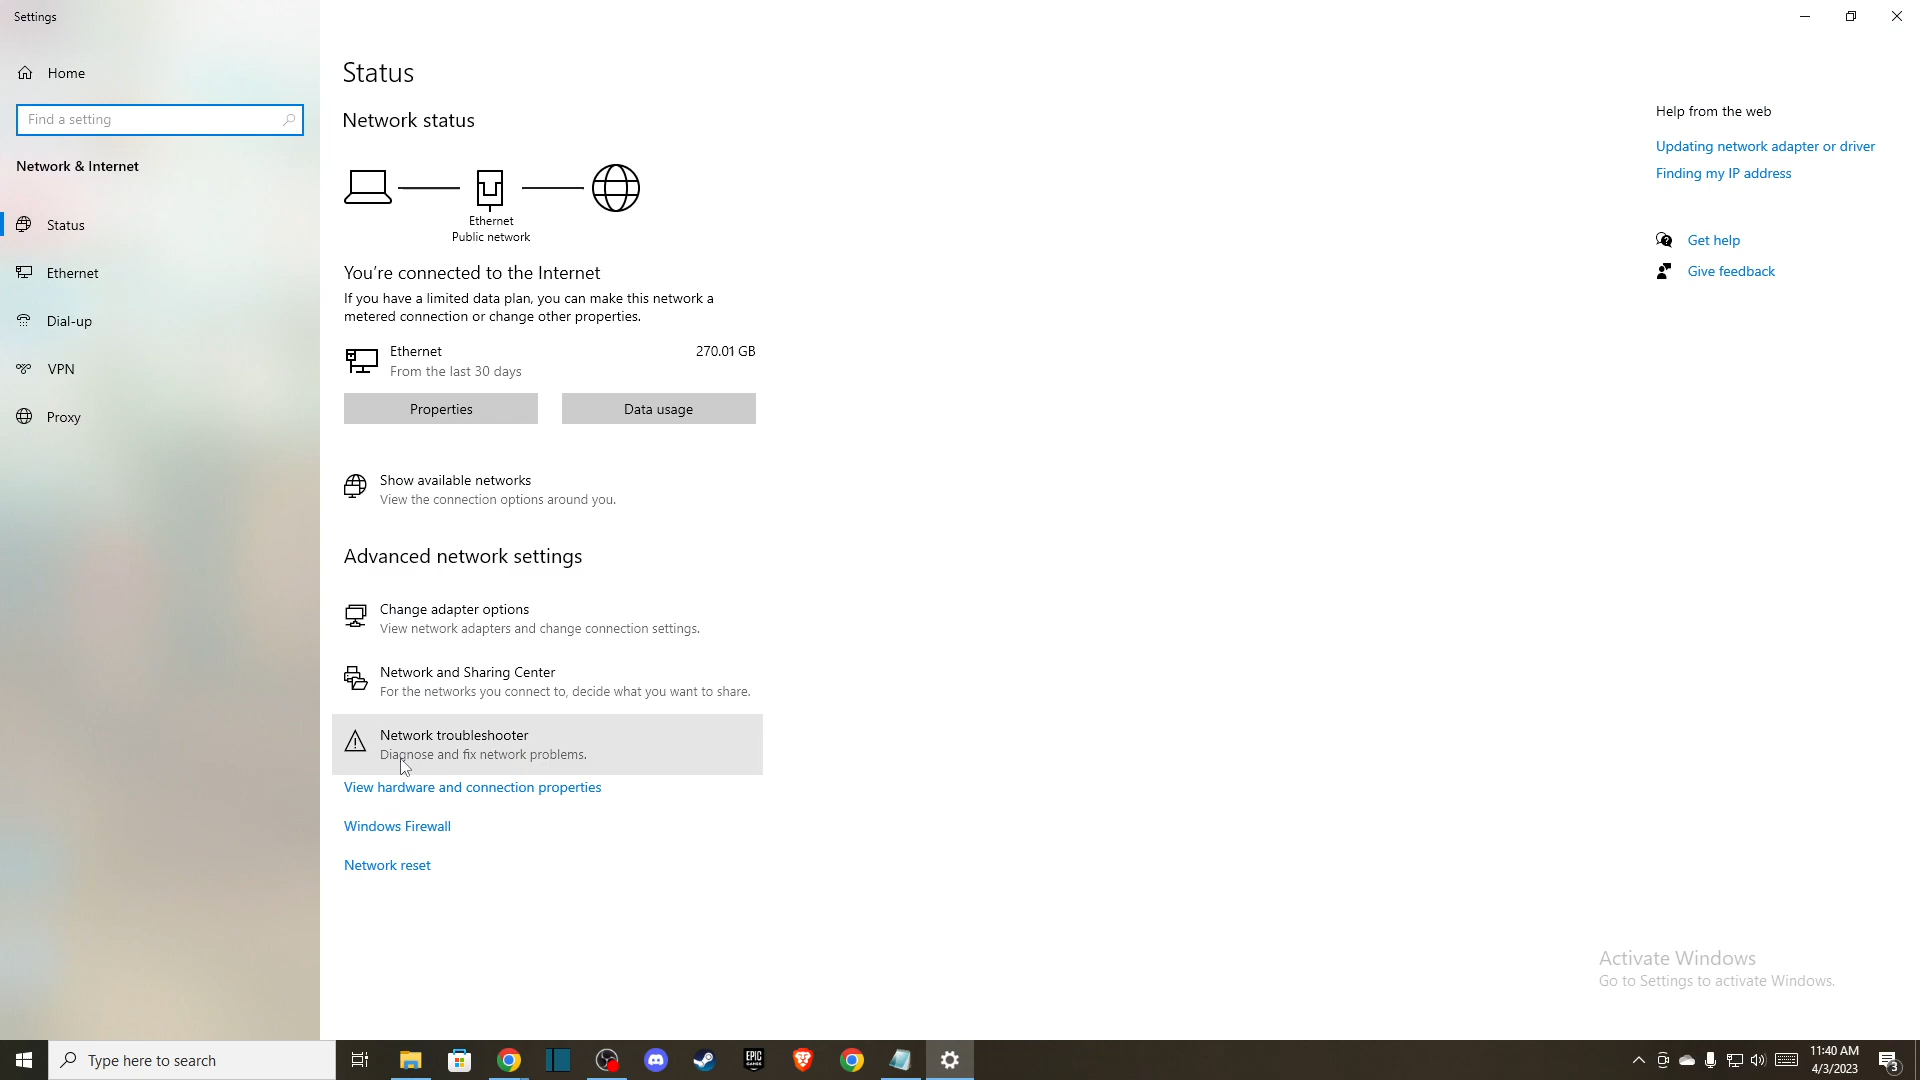 Settings
Home
Find a setting
Network & Internet
Status
Ethernet
Dial-up
VPN
Proxy
Status
Network status
Ethernet
Public network
You're connected to the Internet
If you have a limited data plan, you can make this network a
metered connection or change other properties.
Ethernet
270.01 GB
From the last 30 days
Properties
Data usage
Show available networks
View the connection options around you.
Advanced network settings
Change adapter options
View network adapters and change connection settings.
Network and Sharing Center
For the networks you connect to, decide what you want to share.
Network troubleshooter
Diagnose and fix network problems.
View hardware and connection properties
Windows Firewall
Network reset
Help from the web
Updating network adapter or driver
Finding my IP address
Get help
Give feedback
Activate Windows
Go to Settings to activate Windows.
Type here to search
EPIC
GAMES
11:40 AM
4/3/2023
3